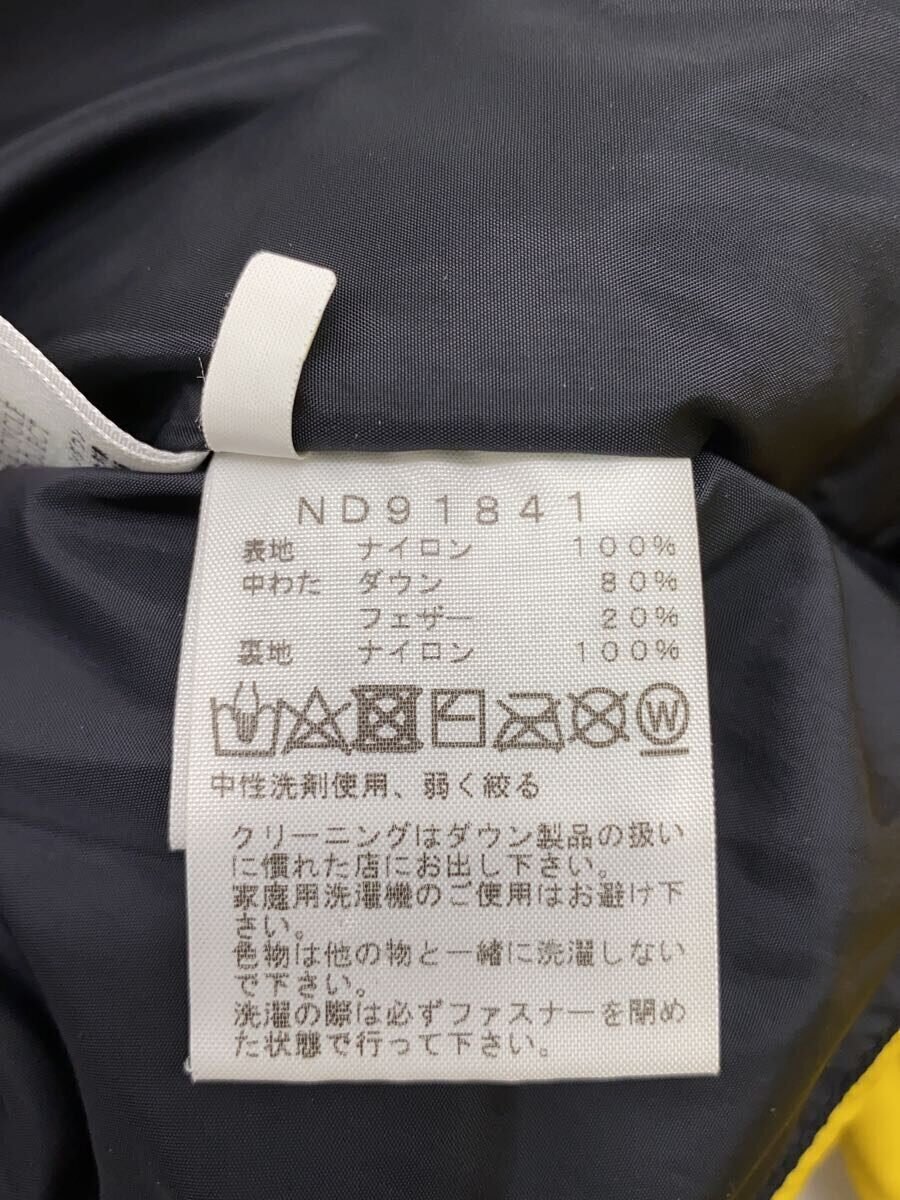 ND91841
表地 ナイロン 100%
中わた ダウン 80%
フェザー 20%
裏地 ナイロン 100%
W
中性洗剤使用、弱く絞る
クリーニングはダウン製品の扱い
に慣れた店にお出し下さい。
家庭用洗濯機のご使用はお避け下
さい。
色物は他の物と一緒に洗濯しない
で下さい。
洗濯の際は必ずファスナーを閉め
た状態で行って下さい。